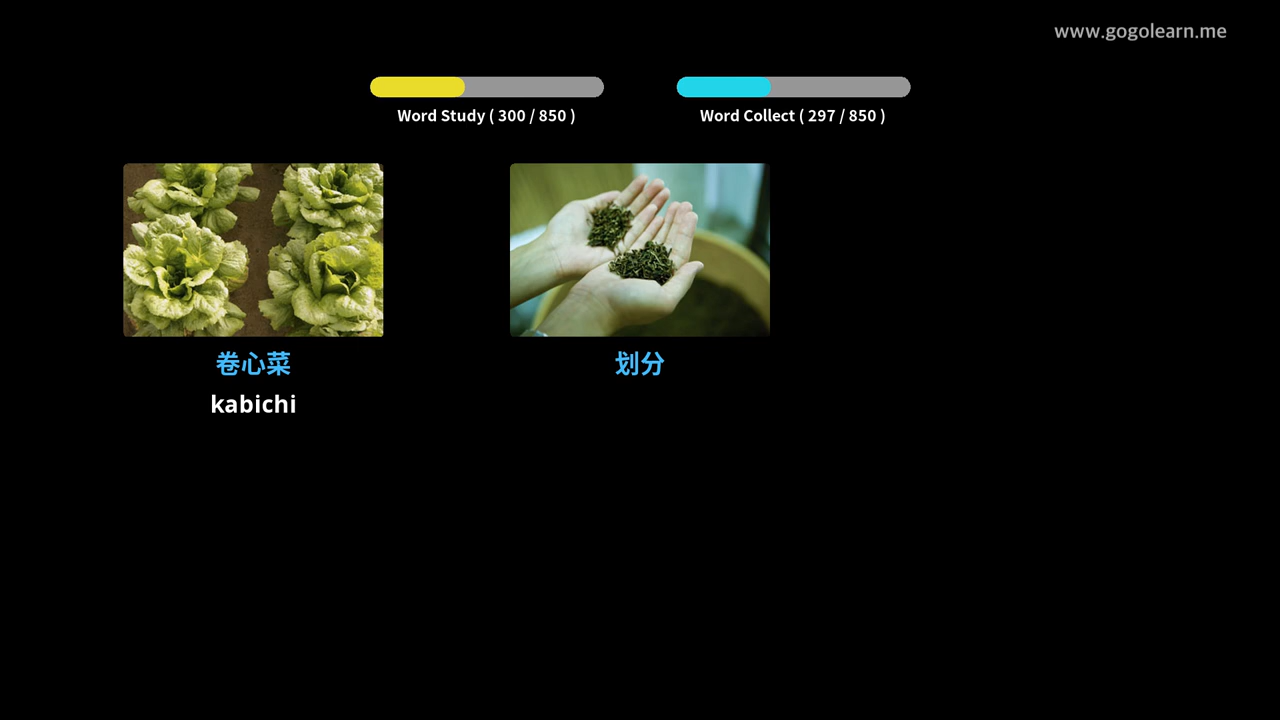 www.gogolearn.me
Word Study ( 300 / 850 )
Word Collect ( 297 / 850 )
卷心菜
kabichi
划分